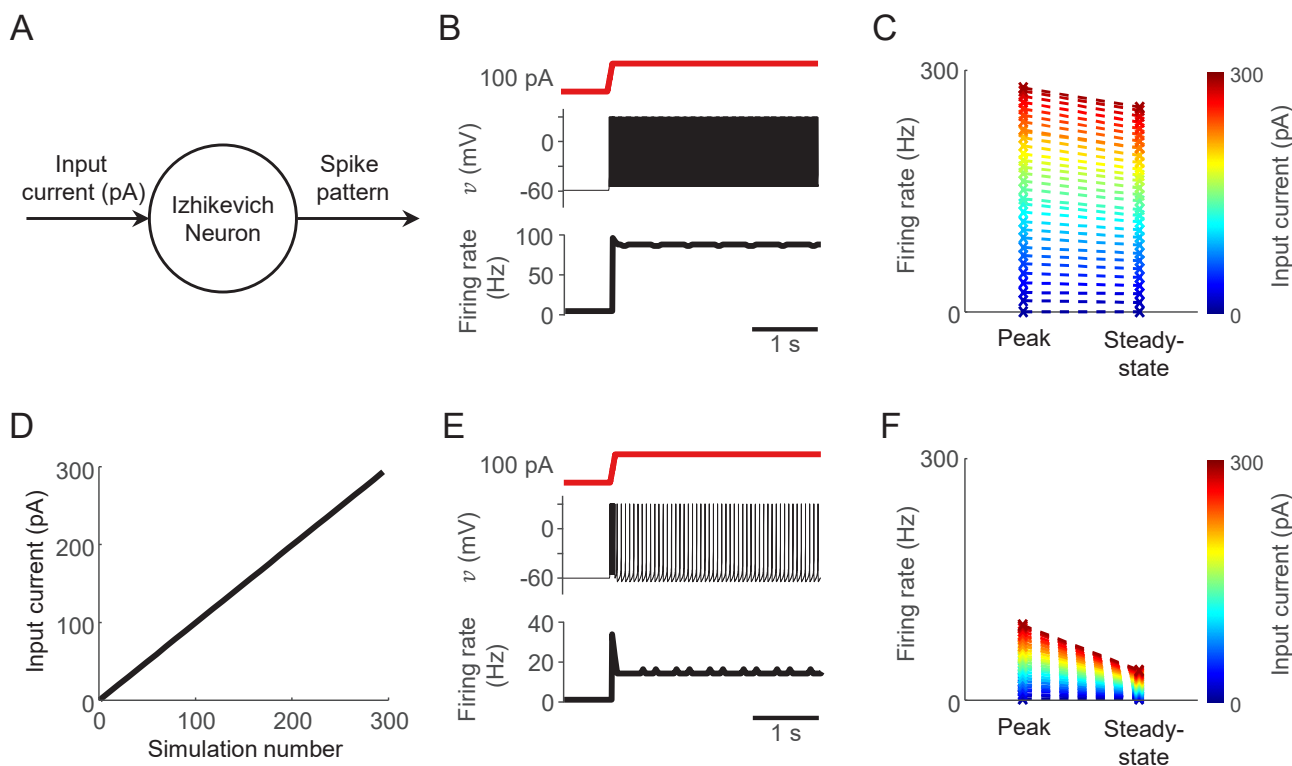 A
Input
current (pA)
Izhikevich
Neuron
Spike
pattern
B
100 pA
v (mV)
0
-60
Firing rate
(Hz)
100
50
0
1 s
C
Firing rate (Hz)
300
0
Peak
Steady-
state
300
0
Input current (pA)
D
Input current (pA)
300
200
100
0
0
100
200
300
Simulation number
E
100 pA
v (mV)
0
-60
Firing rate
(Hz)
40
20
0
1 s
F
Firing rate (Hz)
300
0
Peak
Steady-
state
300
0
Input current (pA)